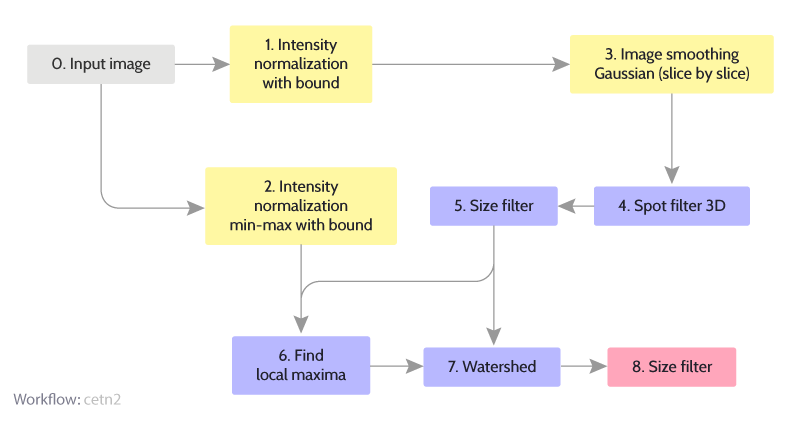 0. Input image
1. Intensity
normalization
with bound
3. Image smoothing
Gaussian (slice by slice)
2. Intensity
normalization
min-max with bound
5. Size filter
4. Spot filter 3D
6. Find
local maxima
7. Watershed
8. Size filter
Workflow: cetn2